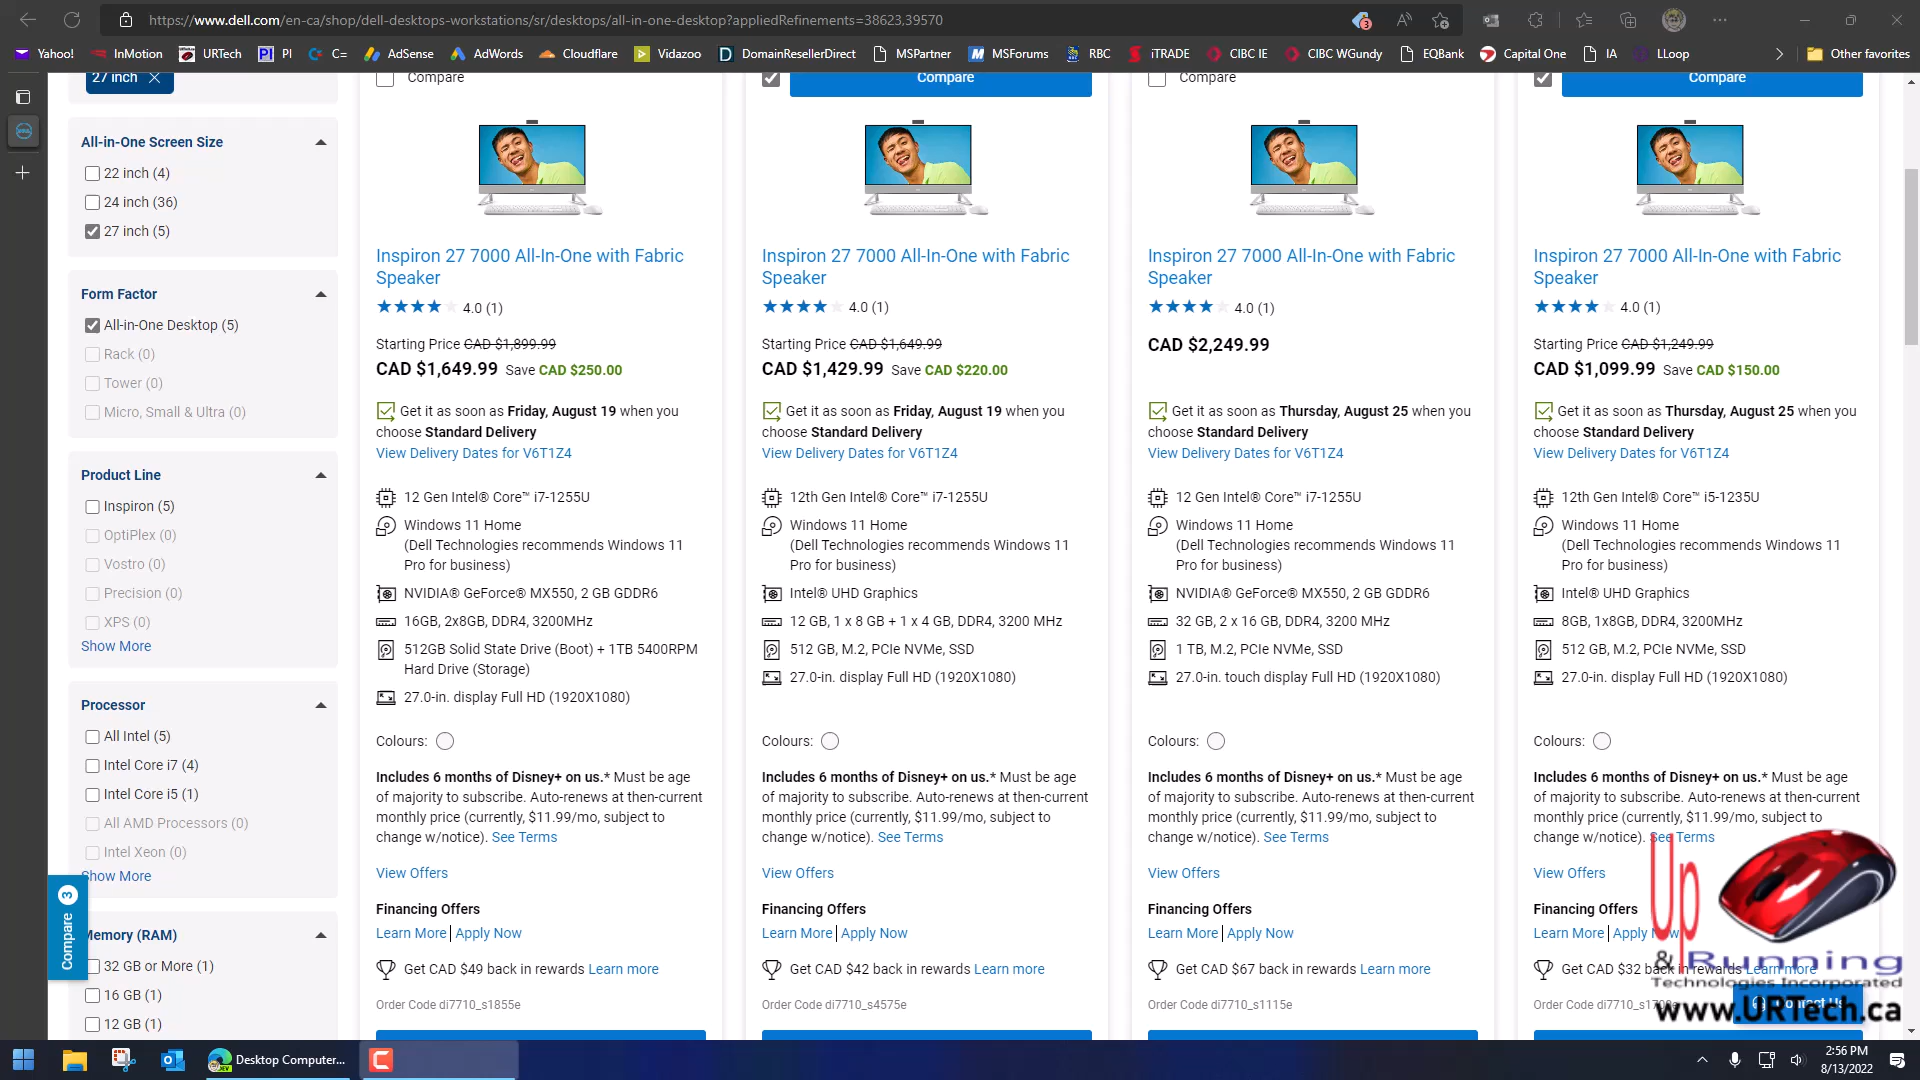 https://www.dell.com/en-ca/shop/dell-desktops-workstations/sr/desktops/all-in-one-desktop?appliedRefinements=38623,39570
3
Yahoo!
InMotion
URTech
PI
C=
AdSense
AdWords
Cloudflare
Vidazoo
DomainResellerDirect
MSPartner
MSForums
RBC
iTRADE
CIBC IE
CIBC WGundy
EQBank
Capital One
IA
LLoop
Other favorites
27 inch
All-in-One Screen Size
22 inch (4)
24 inch (36)
27 inch (5)
Form Factor
All-in-One Desktop (5)
Rack (0)
Tower (0)
Micro, Small & Ultra (0)
Product Line
Inspiron (5)
OptiPlex (0)
Vostro (0)
Precision (0)
XPS (0)
Show More
Processor
All Intel (5)
Intel Core i7 (4)
Intel Core i5 (1)
All AMD Processors (0)
Intel Xeon (0)
Show More
Memory (RAM)
32 GB or More (1)
16 GB (1)
12 GB (1)
Compare 3
Compare
Inspiron 27 7000 All-In-One with Fabric
Speaker
4.0 (1)
Starting Price CAD $1,899.99
CAD $1,649.99 Save CAD $250.00
Get it as soon as Friday, August 19 when you
choose Standard Delivery
View Delivery Dates for V6T1Z4
12 Gen Intel® Core™ i7-1255U
Windows 11 Home
(Dell Technologies recommends Windows 11
Pro for business)
NVIDIA® GeForce® MX550, 2 GB GDDR6
16GB, 2x8GB, DDR4, 3200MHz
512GB Solid State Drive (Boot) + 1TB 5400RPM
Hard Drive (Storage)
27.0-in. display Full HD (1920X1080)
Colours:
Includes 6 months of Disney+ on us.* Must be age
of majority to subscribe. Auto-renews at then-current
monthly price (currently, $11.99/mo, subject to
change w/notice). See Terms
View Offers
Financing Offers
Learn More | Apply Now
Get CAD $49 back in rewards Learn more
Order Code di7710_s1855e
Compare
Inspiron 27 7000 All-In-One with Fabric
Speaker
4.0 (1)
Starting Price CAD $1,649.99
CAD $1,429.99 Save CAD $220.00
Get it as soon as Friday, August 19 when you
choose Standard Delivery
View Delivery Dates for V6T1Z4
12th Gen Intel® Core™ i7-1255U
Windows 11 Home
(Dell Technologies recommends Windows 11
Pro for business)
Intel® UHD Graphics
12 GB, 1 x 8 GB + 1 x 4 GB, DDR4, 3200 MHz
512 GB, M.2, PCIe NVMe, SSD
27.0-in. display Full HD (1920X1080)
Colours:
Includes 6 months of Disney+ on us.* Must be age
of majority to subscribe. Auto-renews at then-current
monthly price (currently, $11.99/mo, subject to
change w/notice). See Terms
View Offers
Financing Offers
Learn More | Apply Now
Get CAD $42 back in rewards Learn more
Order Code di7710_s4575e
Compare
Inspiron 27 7000 All-In-One with Fabric
Speaker
4.0 (1)
CAD $2,249.99
Get it as soon as Thursday, August 25 when you
choose Standard Delivery
View Delivery Dates for V6T1Z4
12 Gen Intel® Core™ i7-1255U
Windows 11 Home
(Dell Technologies recommends Windows 11
Pro for business)
NVIDIA® GeForce® MX550, 2 GB GDDR6
32 GB, 2 x 16 GB, DDR4, 3200 MHz
1 TB, M.2, PCIe NVMe, SSD
27.0-in. touch display Full HD (1920X1080)
Colours:
Includes 6 months of Disney+ on us.* Must be age
of majority to subscribe. Auto-renews at then-current
monthly price (currently, $11.99/mo, subject to
change w/notice). See Terms
View Offers
Financing Offers
Learn More | Apply Now
Get CAD $67 back in rewards Learn more
Order Code di7710_s1115e
Compare
Inspiron 27 7000 All-In-One with Fabric
Speaker
4.0 (1)
Starting Price CAD $1,249.99
CAD $1,099.99 Save CAD $150.00
Get it as soon as Thursday, August 25 when you
choose Standard Delivery
View Delivery Dates for V6T1Z4
12th Gen Intel® Core™ i5-1235U
Windows 11 Home
(Dell Technologies recommends Windows 11
Pro for business)
Intel® UHD Graphics
8GB, 1x8GB, DDR4, 3200MHz
512 GB, M.2, PCIe NVMe, SSD
27.0-in. display Full HD (1920X1080)
Colours:
Includes 6 months of Disney+ on us.* Must be age
of majority to subscribe. Auto-renews at then-current
monthly price (currently, $11.99/mo, subject to
change w/notice). See Terms
View Offers
Financing Offers
Learn More | Apply Now
Get CAD $32 back in rewards Learn more
Order Code
Contact Us
Up
& Running
Technologies Incorporated
www.URTech.ca
Desktop Computer...
2:56 PM
8/13/2022